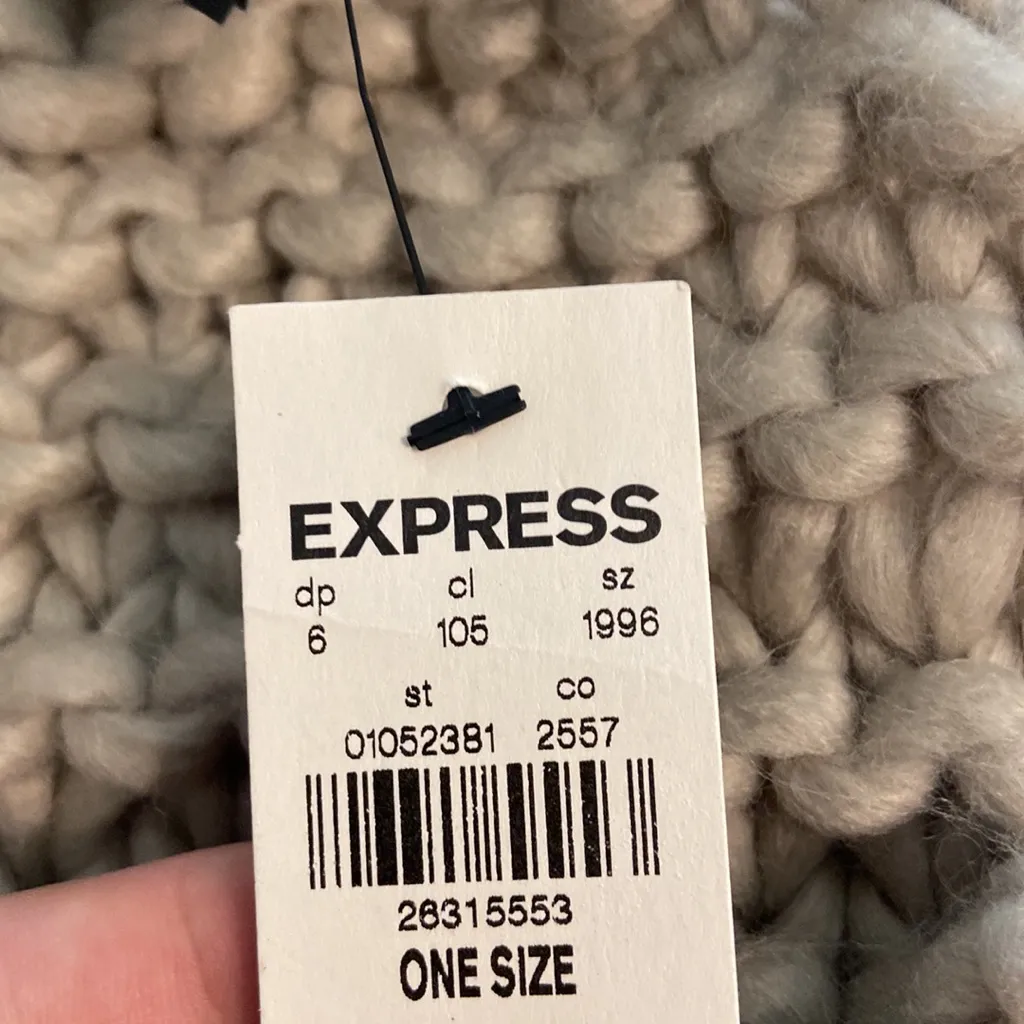 EXPRESS
dp cl sz
6 105 1996
st co
01052381 2557
26315553
ONE SIZE